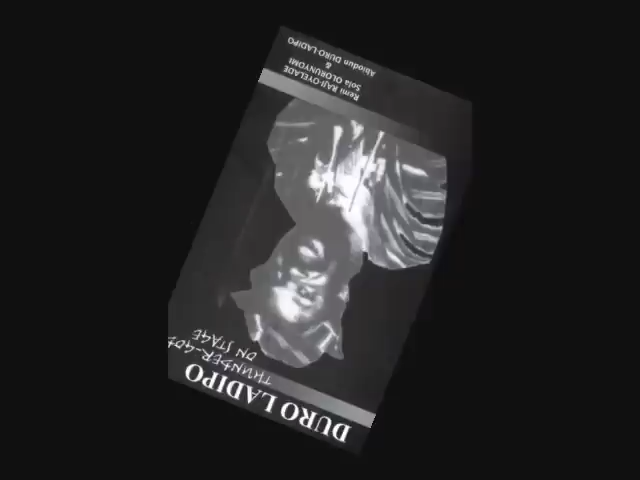 DURO LADIPO
THUNDER-GOD
ON STAGE
Remi RAJI-OYELADE
Sola OLORUNYOMI
&
Abiodun DURO-LADIPO